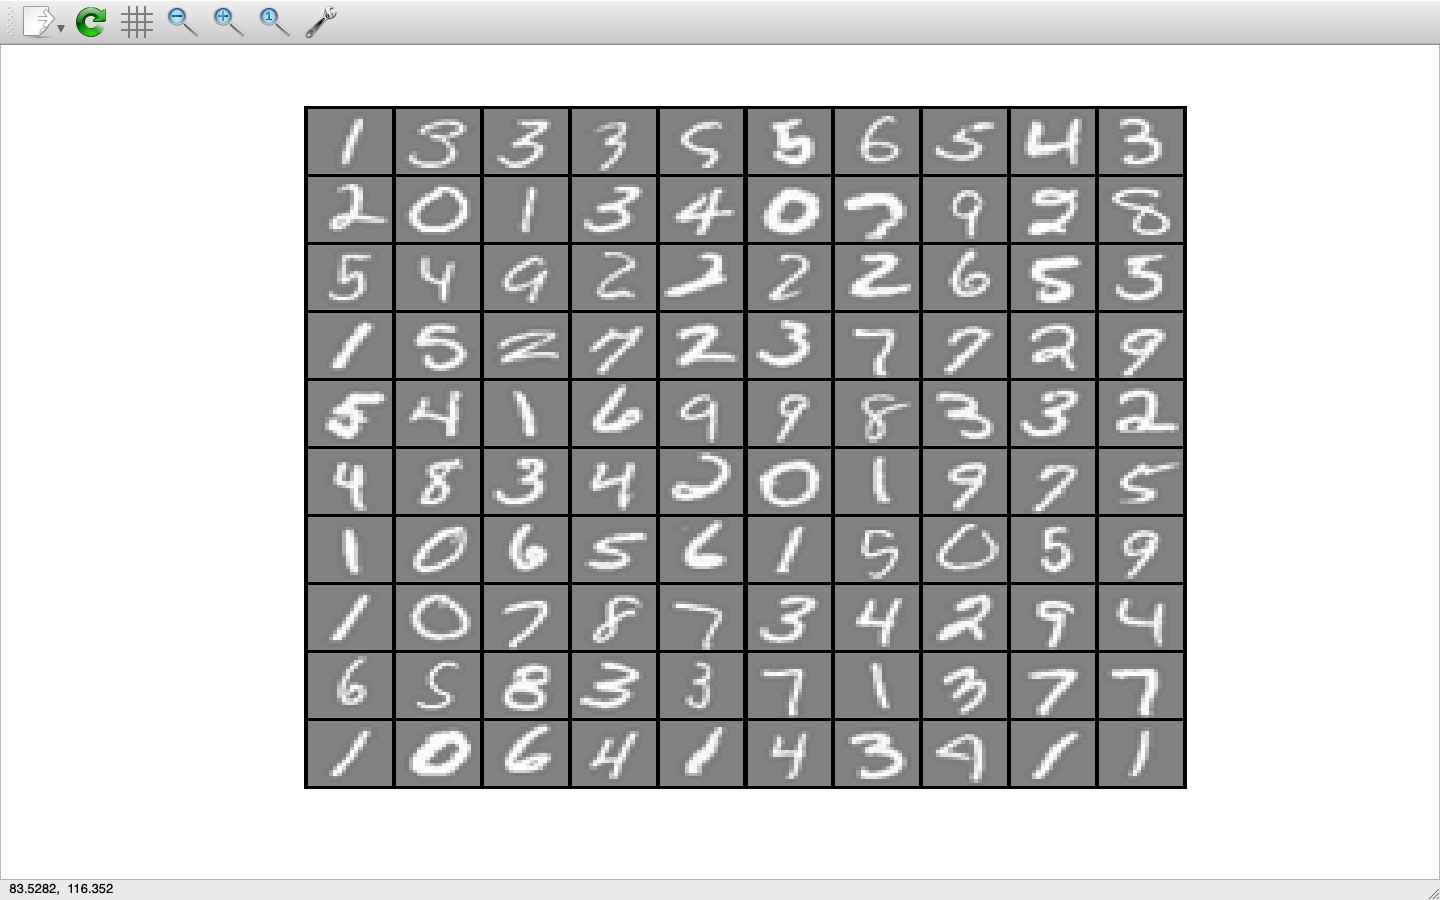 1
1 3 3 3 5 5 6 5 4 3
2 0 1 3 4 0 7 9 2 8
5 4 9 2 2 2 2 6 5 5
1 5 2 7 2 3 7 7 2 9
5 4 1 6 9 9 8 3 3 2
4 8 3 4 2 0 1 9 7 5
1 0 6 5 6 1 5 0 5 9
1 0 7 8 7 3 4 2 9 4
6 5 8 3 3 7 1 3 7 7
1 0 6 4 1 4 3 9 1 1
83.5282, 116.352